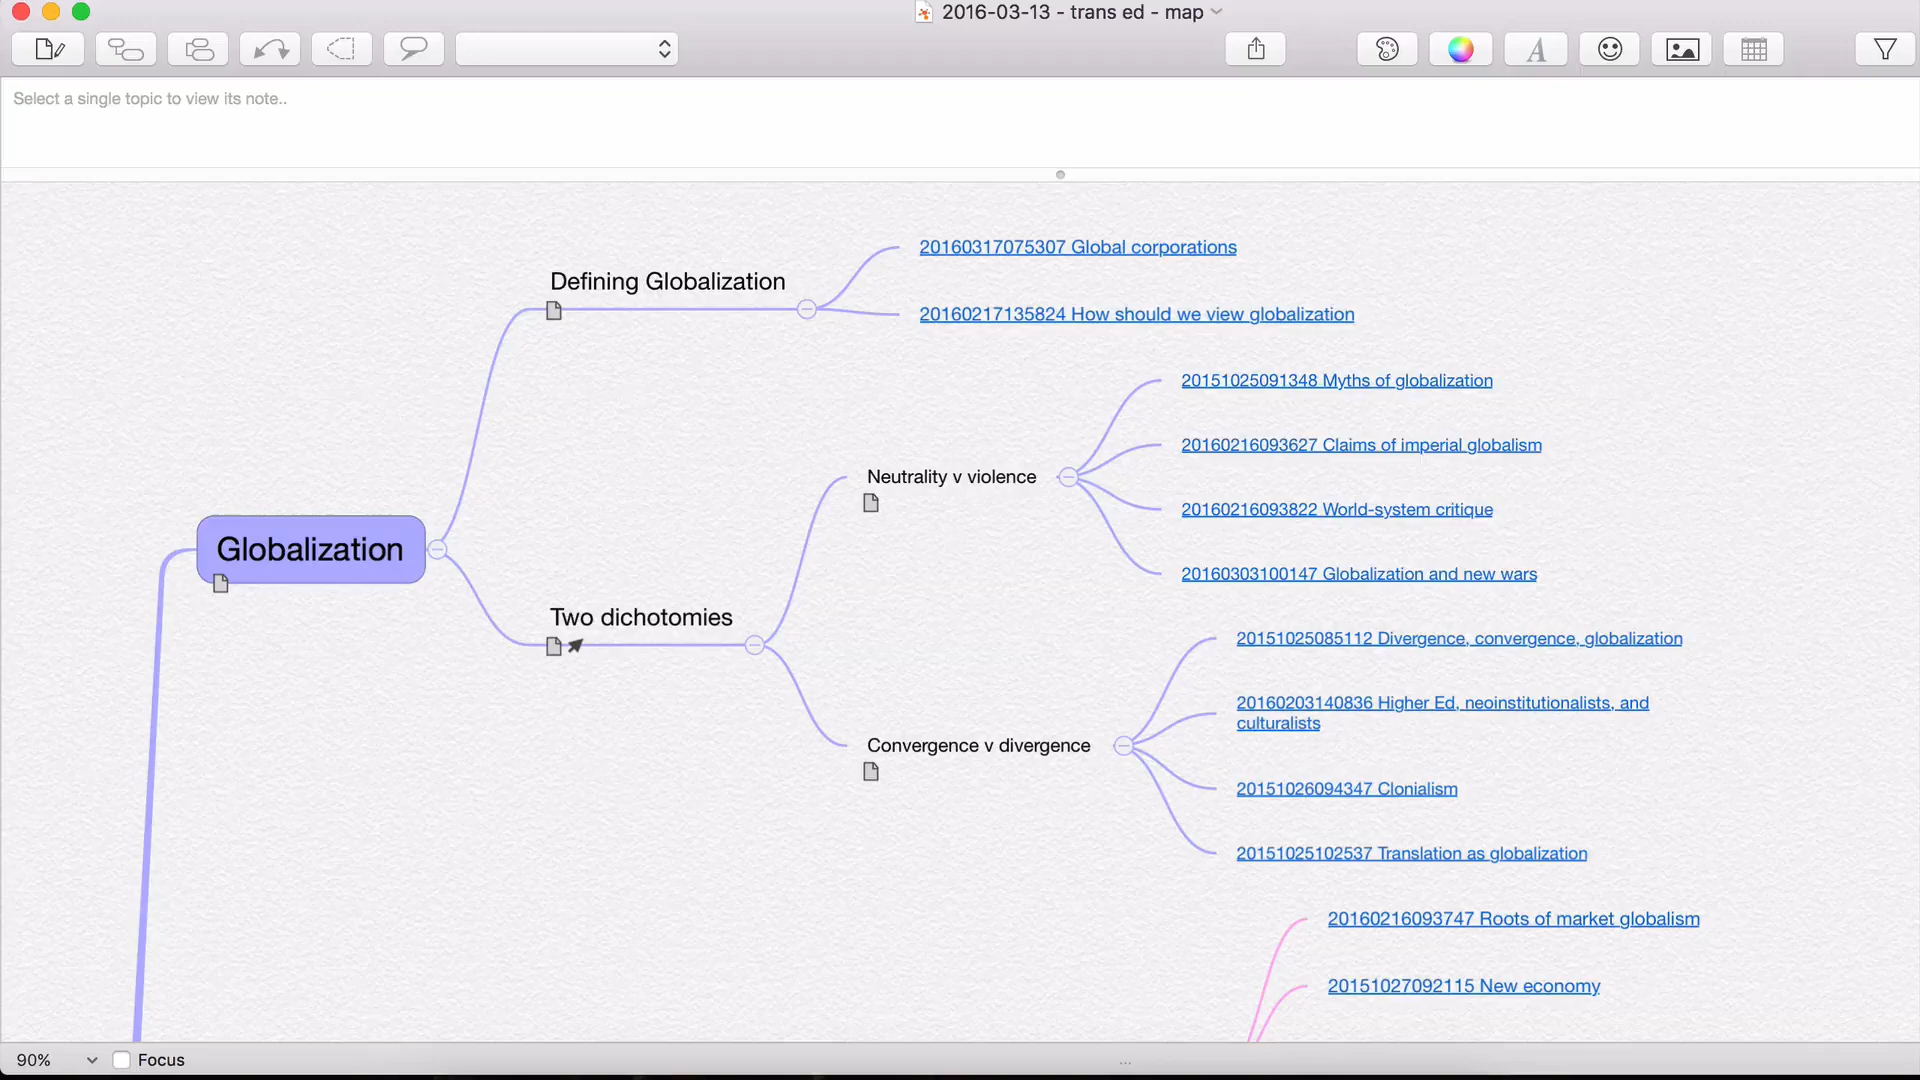 2016-03-13 - trans ed - map
Select a single topic to view its note..
20160317075307 Global corporations
Defining Globalization
20160217135824 How should we view globalization
20151025091348 Myths of globalization
20160216093627 Claims of imperial globalism
Neutrality v violence
20160216093822 World-system critique
Globalization
20160303100147 Globalization and new wars
Two dichotomies
20151025085112 Divergence, convergence, globalization
20160203140836 Higher Ed, neoinstitutionalists, and
culturalists
Convergence v divergence
20151026094347 Clonialism
20151025102537 Translation as globalization
20160216093747 Roots of market globalism
20151027092115 New economy
90%
Focus